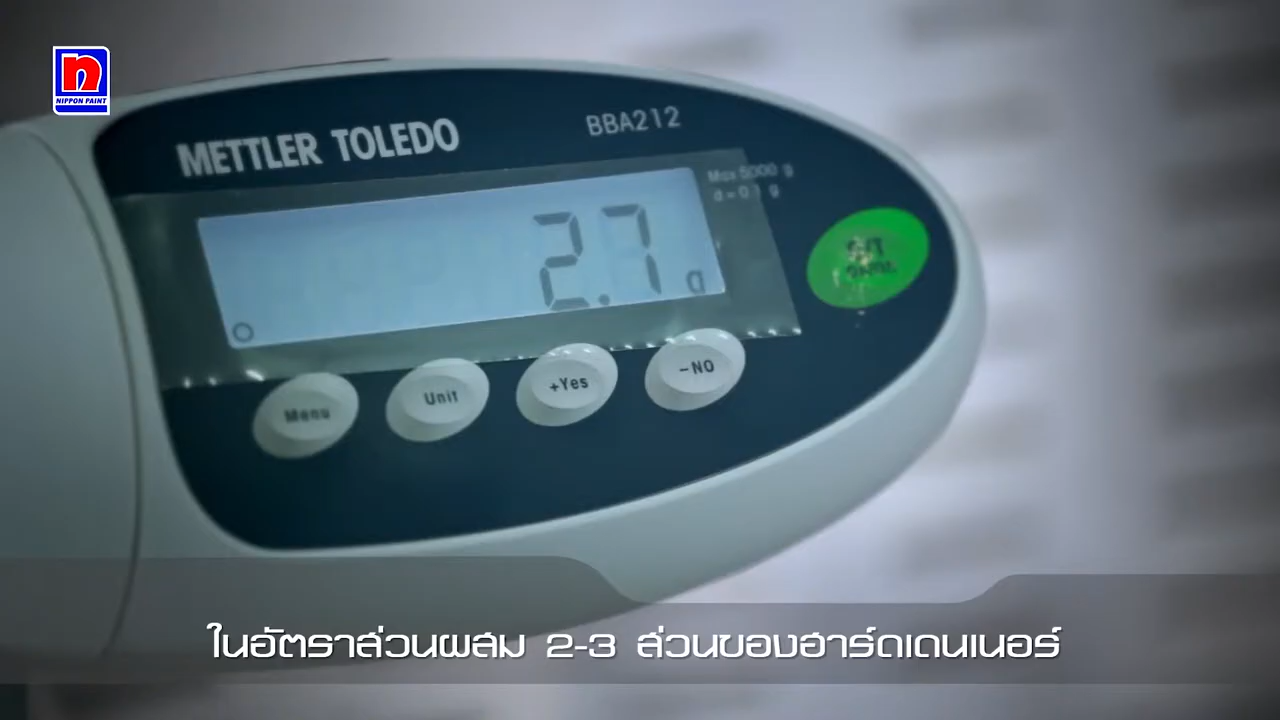 n
NIPPON PAINT
METTLER TOLEDO
BBA212
Max 5000 g
d = 0.1 g
2.7 g
Menu
Unit
+Yes
−NO
ในอัตราส่วนผสม 2-3 ส่วนของฮาร์ดเดนเนอร์